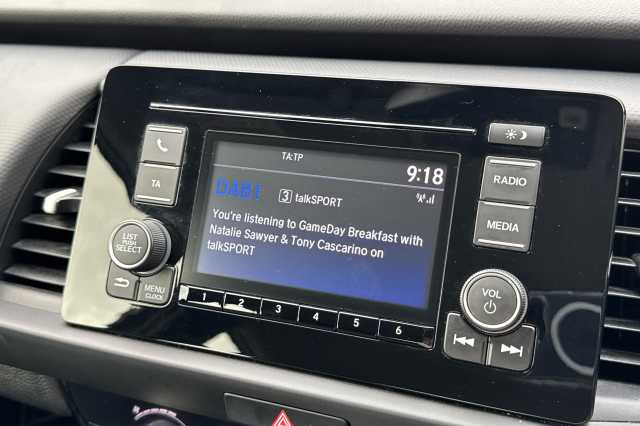 TA:TP
9:18
DAB1
3 talkSPORT
You're listening to GameDay Breakfast with
Natalie Sawyer & Tony Cascarino on
talkSPORT
TA
LIST
PUSH
SELECT
MENU
CLOCK
1 2 3 4 5 6
RADIO
MEDIA
VOL